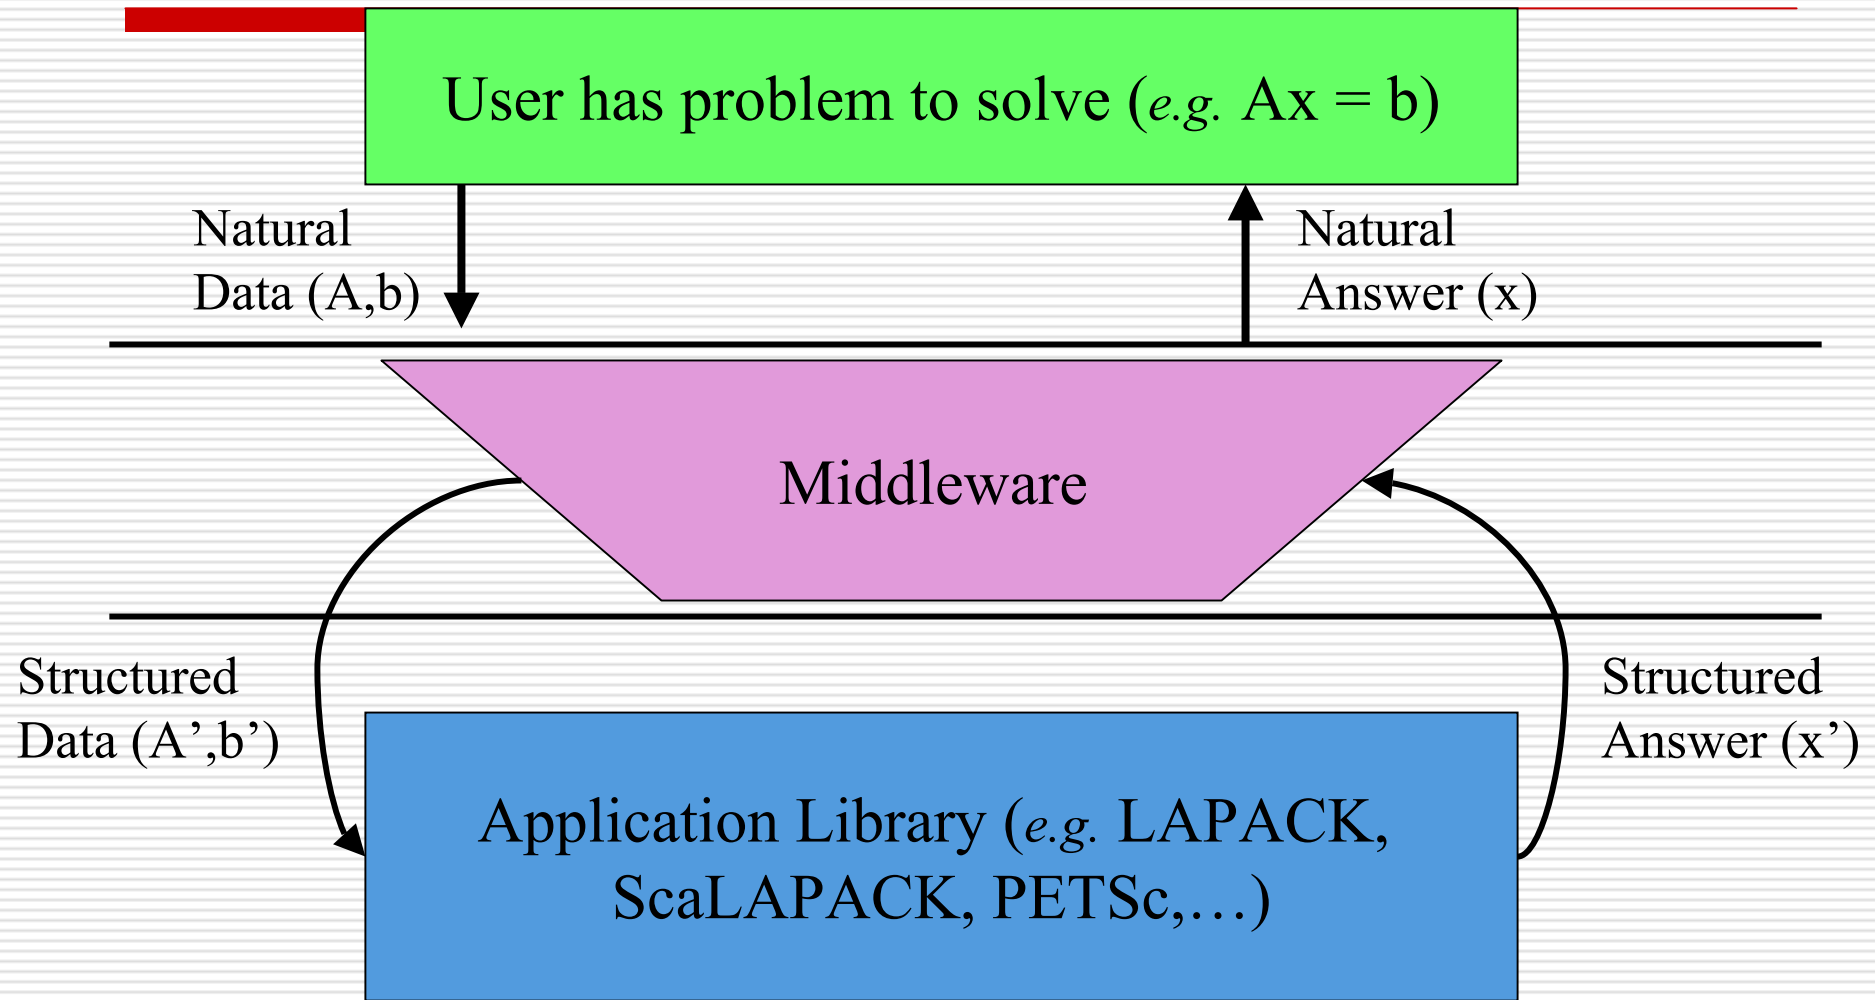 User has problem to solve (e.g. Ax = b)
Natural
Data (A,b)
Natural
Answer (x)
Middleware
Structured
Data (A’,b’)
Structured
Answer (x’)
Application Library (e.g. LAPACK,
ScaLAPACK, PETSc,…)